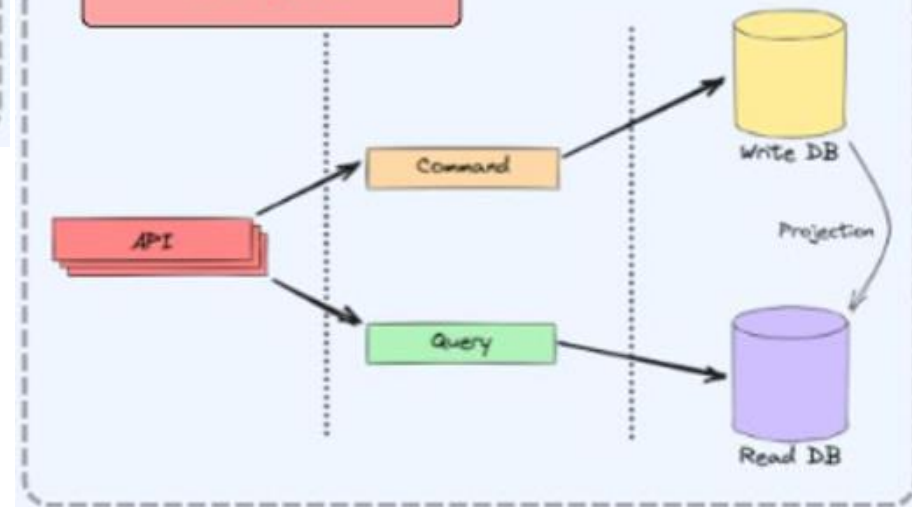 Command
Write DB
API
Projection
Query
Read DB